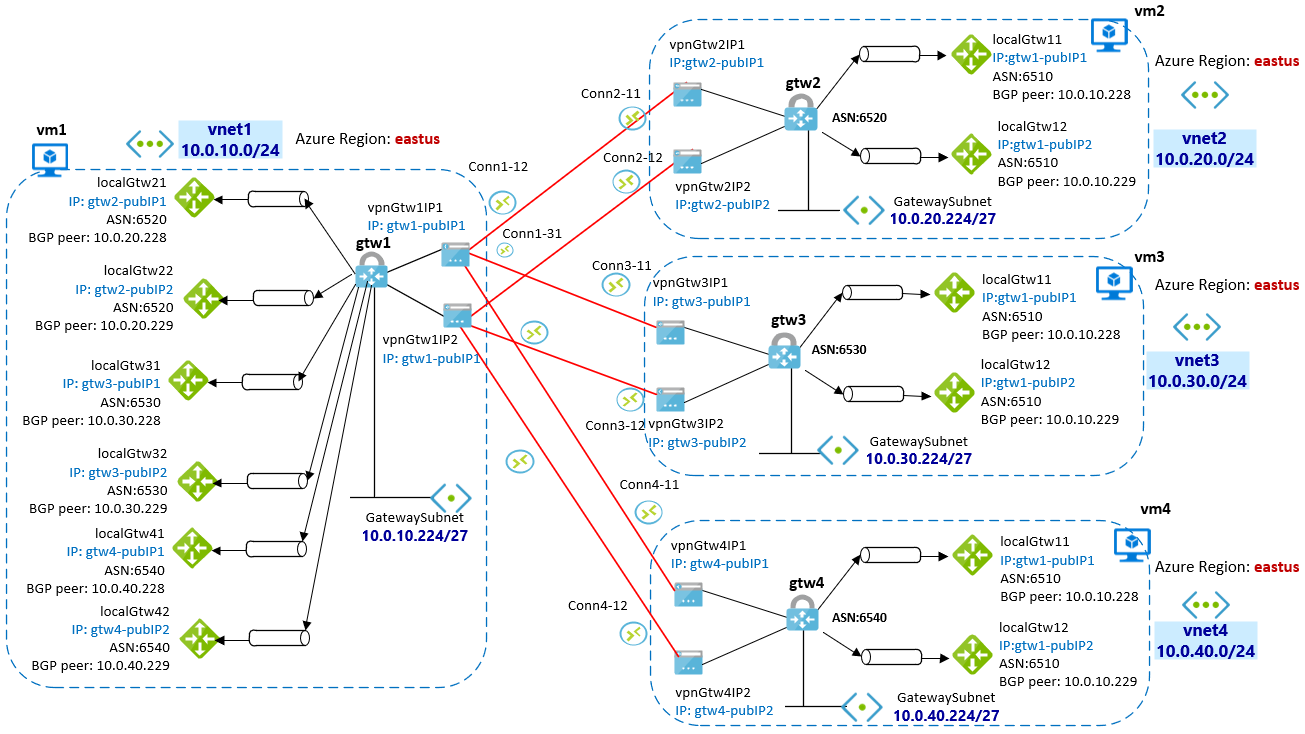 vm1
vnet1
10.0.10.0/24
Azure Region: eastus
localGtw21
IP: gtw2-pubIP1
ASN:6520
BGP peer: 10.0.20.228
localGtw22
IP: gtw2-pubIP2
ASN:6520
BGP peer: 10.0.20.229
localGtw31
IP: gtw3-pubIP1
ASN:6530
BGP peer: 10.0.30.228
localGtw32
IP: gtw3-pubIP2
ASN:6530
BGP peer: 10.0.30.229
localGtw41
IP: gtw4-pubIP1
ASN:6540
BGP peer: 10.0.40.228
localGtw42
IP: gtw4-pubIP2
ASN:6540
BGP peer: 10.0.40.229
vpnGtw1IP1
IP: gtw1-pubIP1
gtw1
vpnGtw1IP2
IP: gtw1-pubIP1
GatewaySubnet
10.0.10.224/27
Conn1-12
Conn1-31
Conn2-11
Conn2-12
Conn3-11
Conn3-12
Conn4-11
Conn4-12
vm2
vpnGtw2IP1
IP:gtw2-pubIP1
gtw2
ASN:6520
vpnGtw2IP2
IP:gtw2-pubIP2
localGtw11
IP:gtw1-pubIP1
ASN:6510
BGP peer: 10.0.10.228
localGtw12
IP:gtw1-pubIP2
ASN:6510
BGP peer: 10.0.10.229
GatewaySubnet
10.0.20.224/27
Azure Region: eastus
vnet2
10.0.20.0/24
vm3
vpnGtw3IP1
IP: gtw3-pubIP1
gtw3
ASN:6530
vpnGtw3IP2
IP: gtw3-pubIP2
localGtw11
IP:gtw1-pubIP1
ASN:6510
BGP peer: 10.0.10.228
localGtw12
IP:gtw1-pubIP2
ASN:6510
BGP peer: 10.0.10.229
GatewaySubnet
10.0.30.224/27
Azure Region: eastus
vnet3
10.0.30.0/24
vm4
vpnGtw4IP1
IP: gtw4-pubIP1
gtw4
ASN:6540
vpnGtw4IP2
IP: gtw4-pubIP2
localGtw11
IP:gtw1-pubIP1
ASN:6510
BGP peer: 10.0.10.228
localGtw12
IP:gtw1-pubIP2
ASN:6510
BGP peer: 10.0.10.229
GatewaySubnet
10.0.40.224/27
Azure Region: eastus
vnet4
10.0.40.0/24